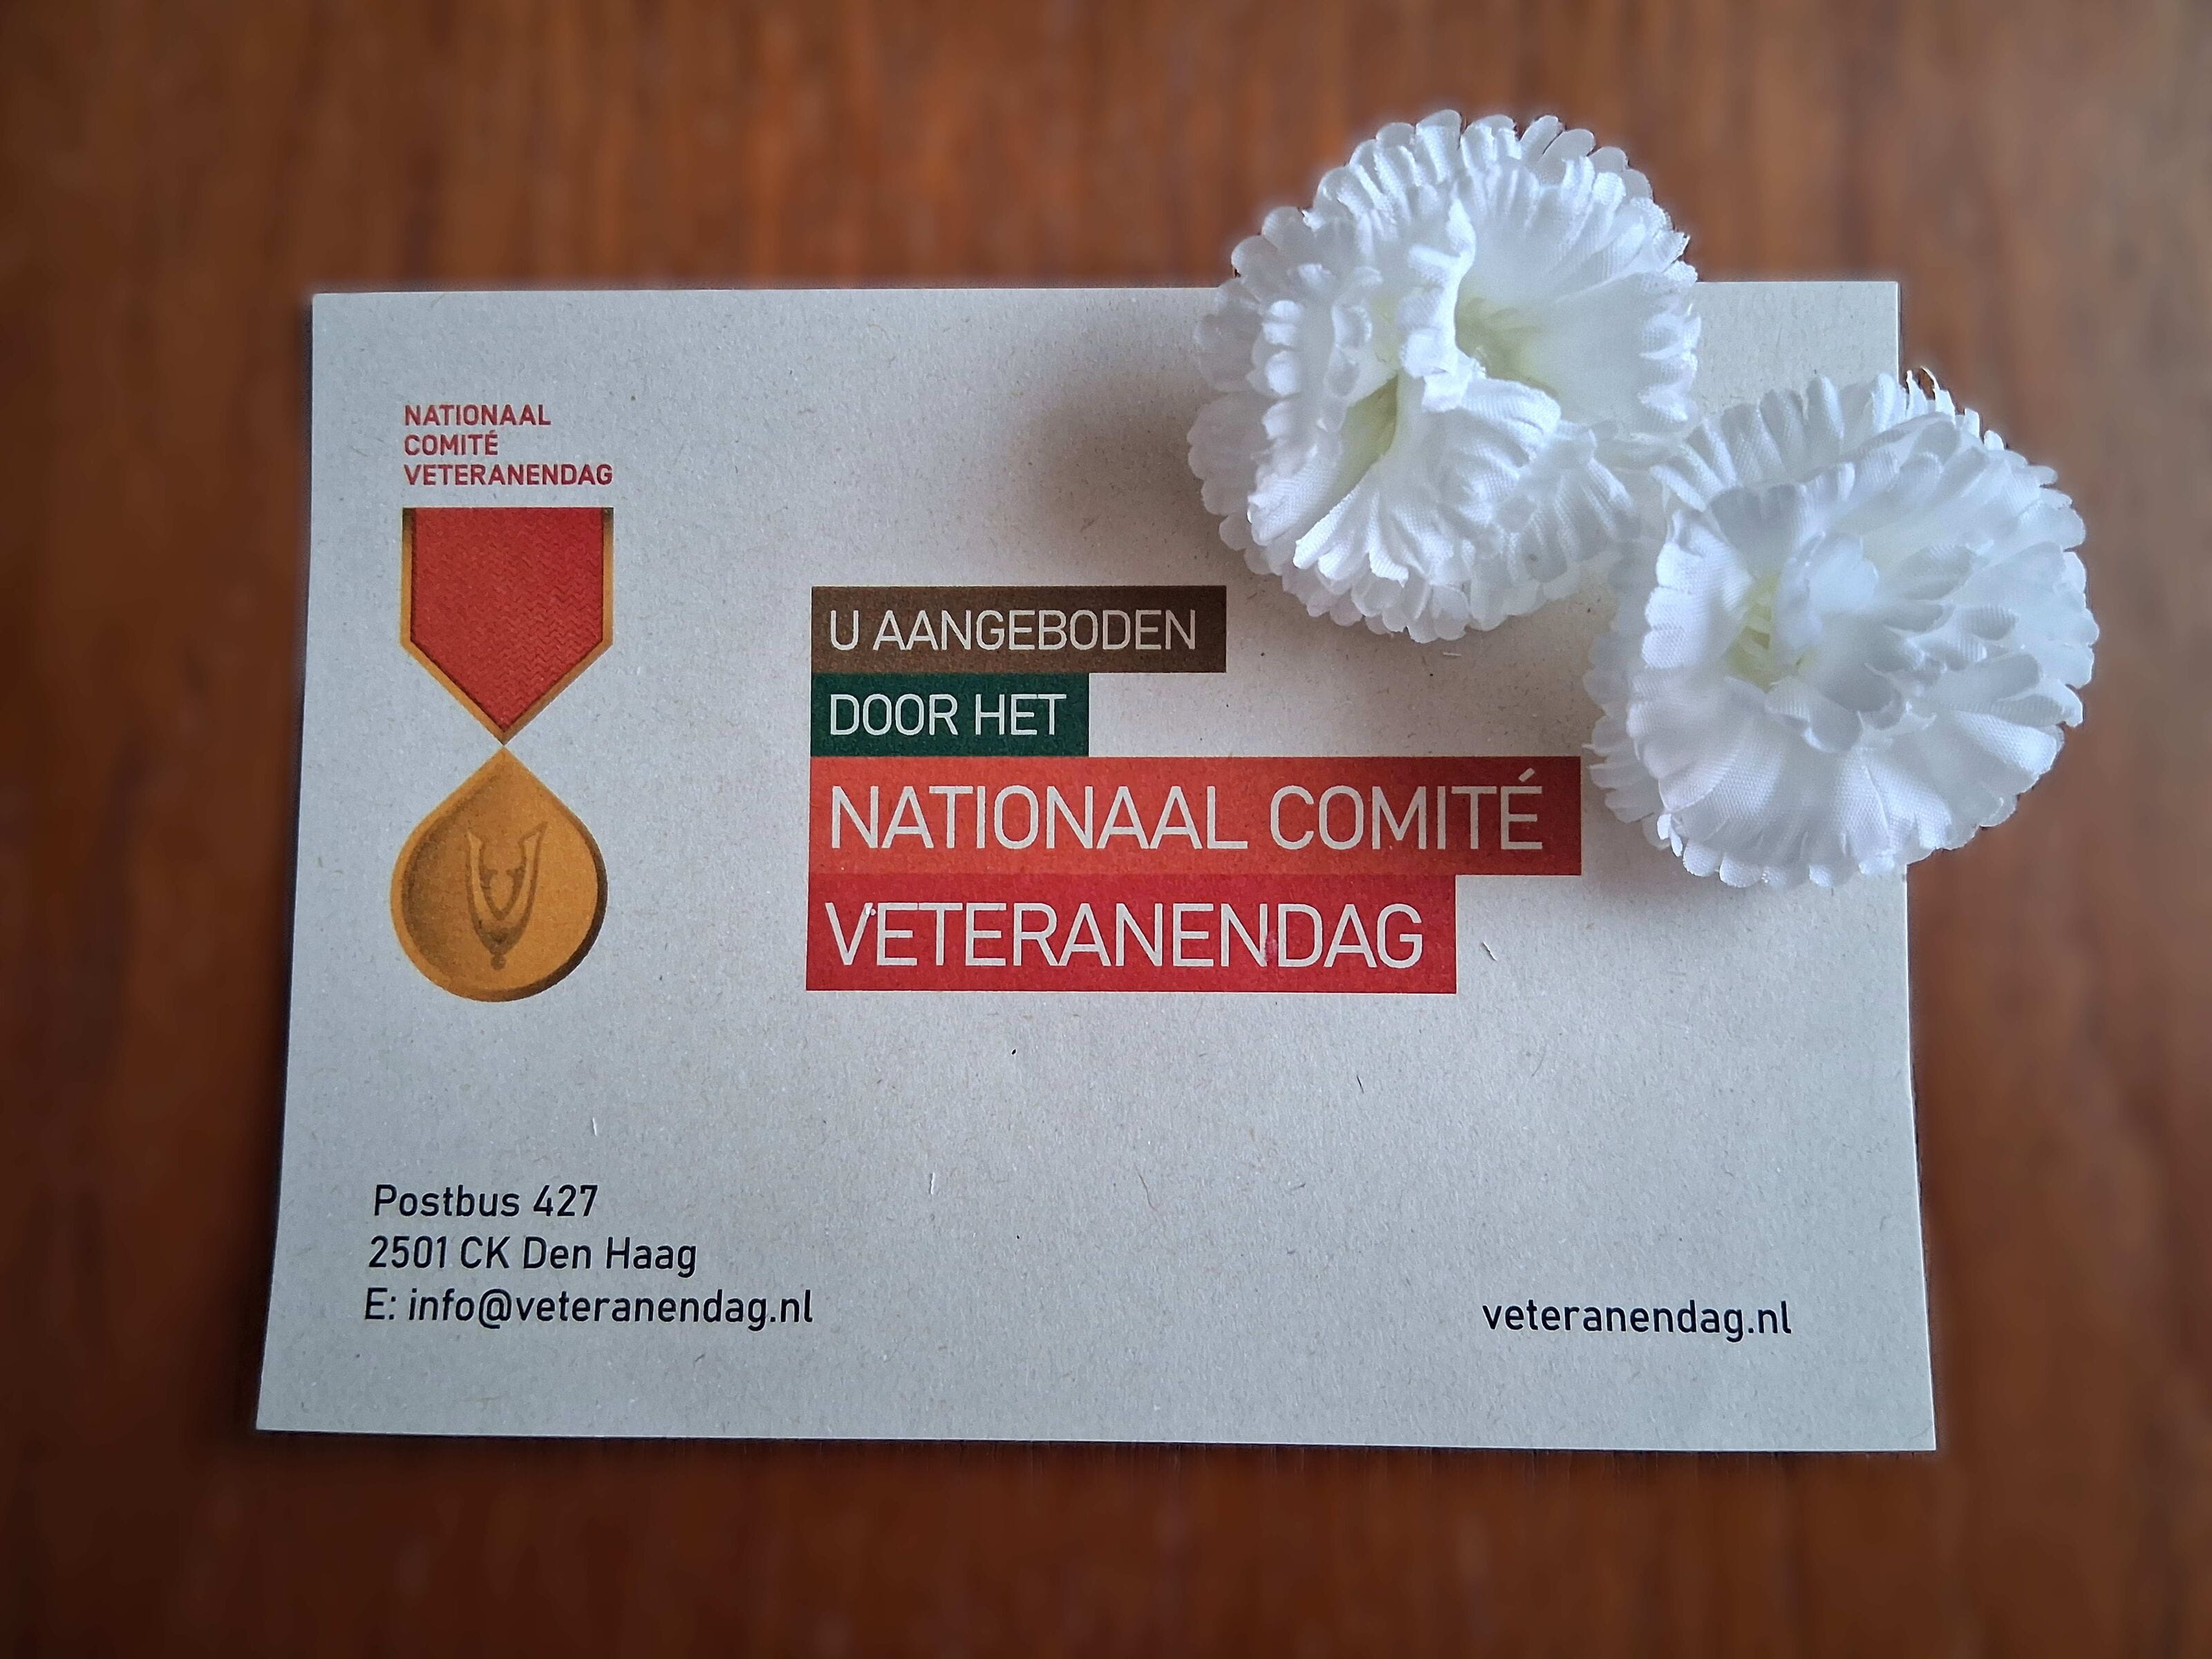 NATIONAAL
COMITÉ
VETERANENDAG
U AANGEBODEN
DOOR HET
NATIONAAL COMITÉ
VETERANENDAG
Postbus 427
2501 CK Den Haag
E: info@veteranendag.nl
veteranendag.nl